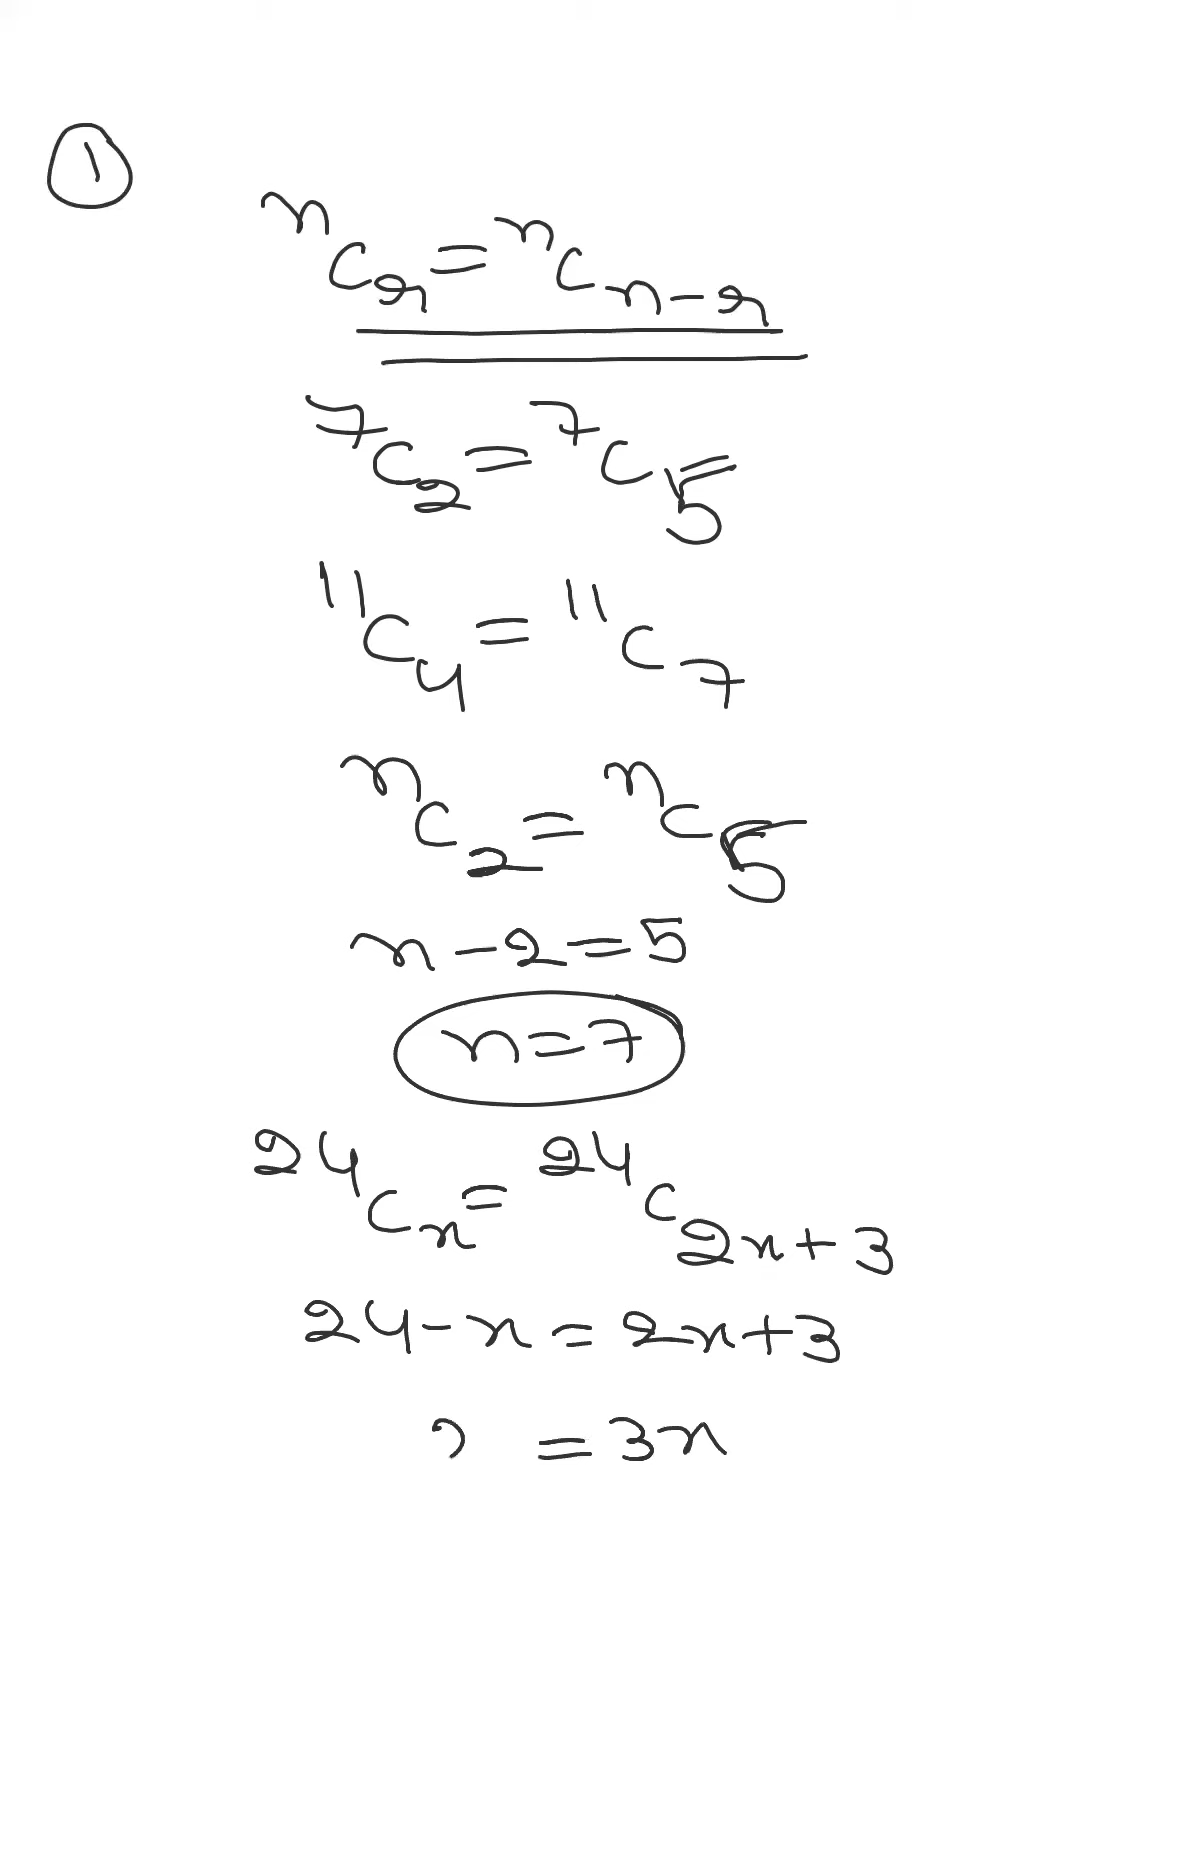 ①
ⁿCᵣ = ⁿCₙ₋ᵣ
⁷C₂ = ⁷C₅
¹¹C₄ = ¹¹C₇
ⁿC₂ = ⁿC₅
n - 2 = 5
n = 7
²⁴Cₓ = ²⁴C₂ₓ₊₃
24 - x = 2x + 3
= 3x